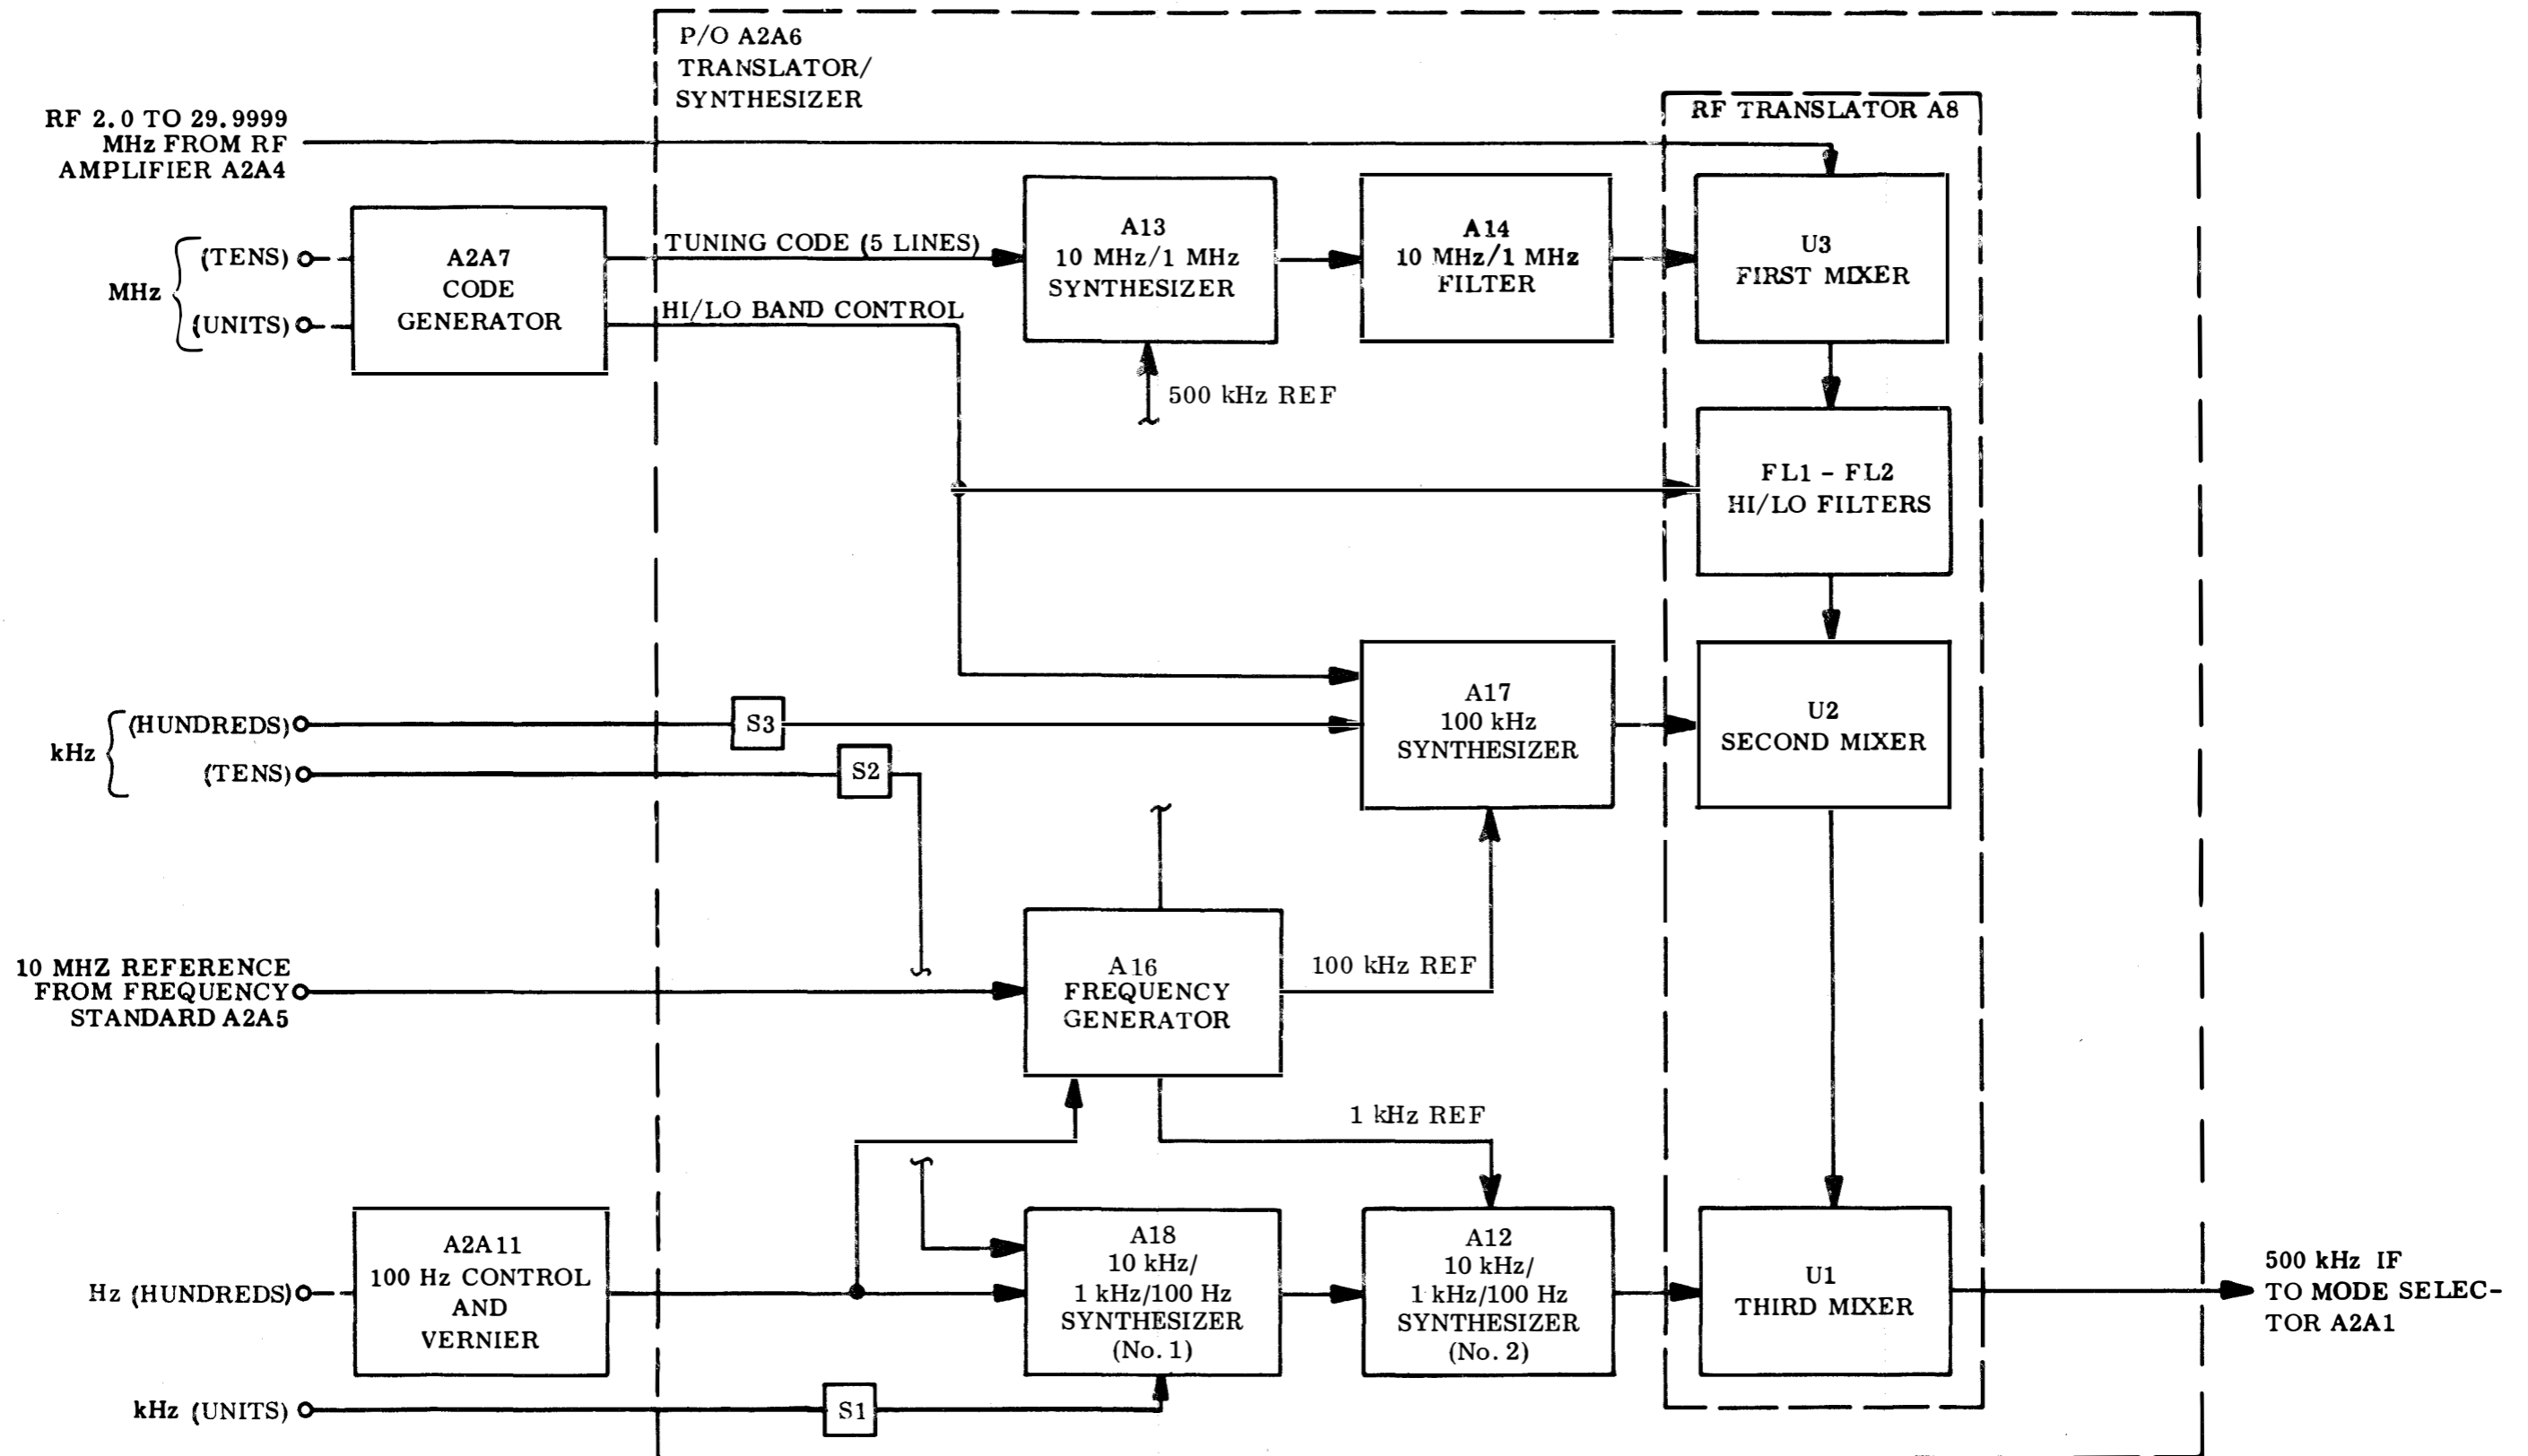 P/O A2A6
TRANSLATOR/
SYNTHESIZER
RF TRANSLATOR A8
RF 2.0 TO 29.9999
MHz FROM RF
AMPLIFIER A2A4
MHz
(TENS)
(UNITS)
A2A7
CODE
GENERATOR
TUNING CODE (5 LINES)
HI/LO BAND CONTROL
A13
10 MHz/1 MHz
SYNTHESIZER
500 kHz REF
A14
10 MHz/1 MHz
FILTER
U3
FIRST MIXER
FL1 - FL2
HI/LO FILTERS
kHz
(HUNDREDS)
(TENS)
S3
S2
A17
100 kHz
SYNTHESIZER
U2
SECOND MIXER
10 MHZ REFERENCE
FROM FREQUENCY
STANDARD A2A5
A16
FREQUENCY
GENERATOR
100 kHz REF
1 kHz REF
Hz (HUNDREDS)
A2A11
100 Hz CONTROL
AND
VERNIER
A18
10 kHz/
1 kHz/100 Hz
SYNTHESIZER
(No. 1)
A12
10 kHz/
1 kHz/100 Hz
SYNTHESIZER
(No. 2)
U1
THIRD MIXER
500 kHz IF
TO MODE SELEC-
TOR A2A1
kHz (UNITS)
S1